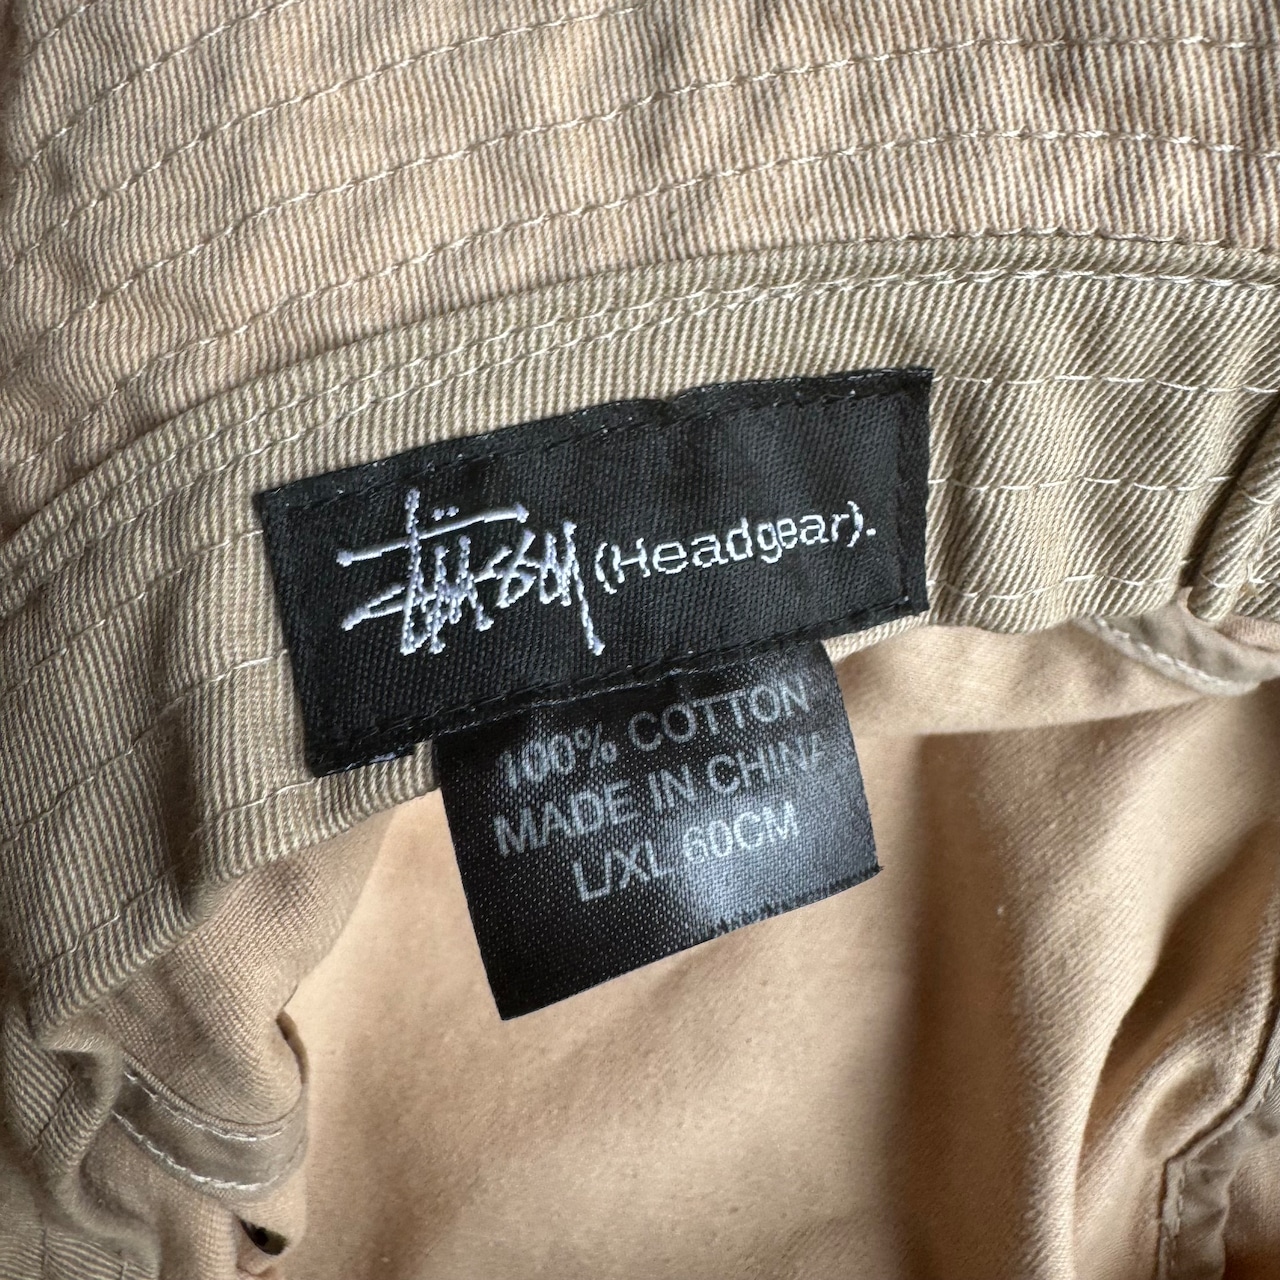 Stüssy (Headgear).
100% COTTON
MADE IN CHINA
L/XL 60CM